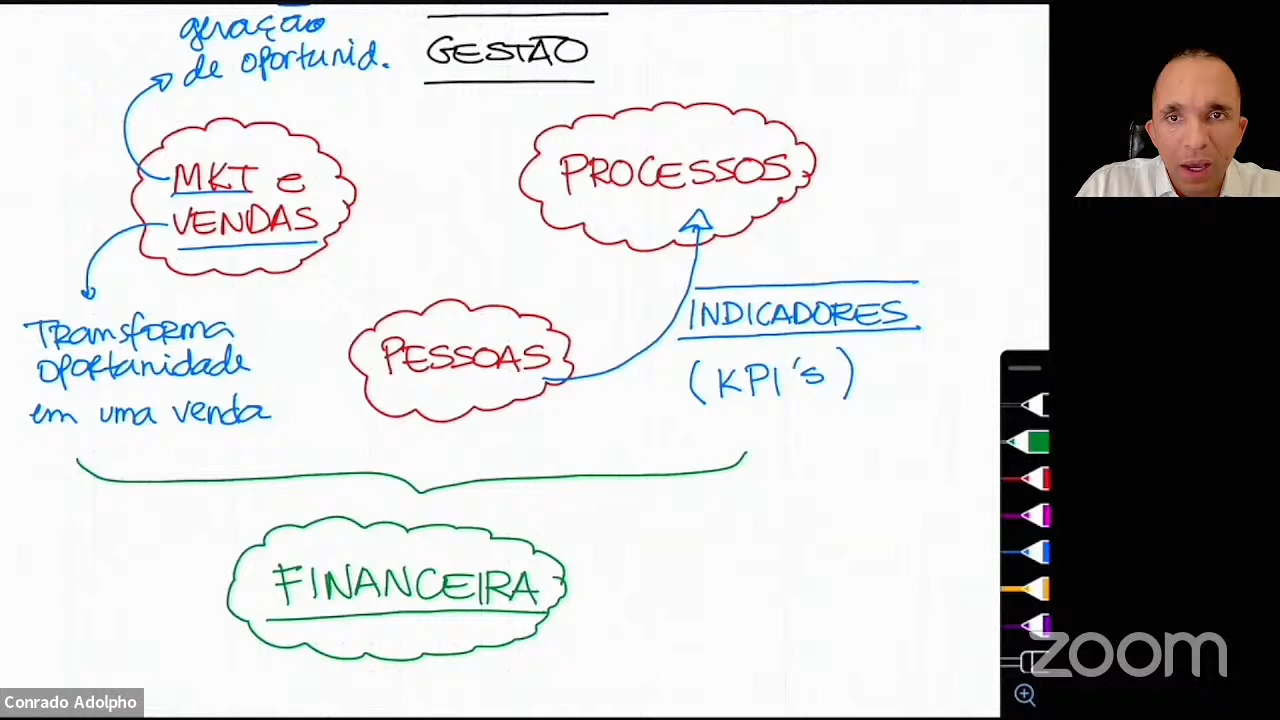 geração
de oportunid.
GESTÃO
MKT e
VENDAS
PROCESSOS
Transforma
oportunidade
em uma venda
PESSOAS
INDICADORES
(KPI's)
FINANCEIRA
zoom
Conrado Adolpho